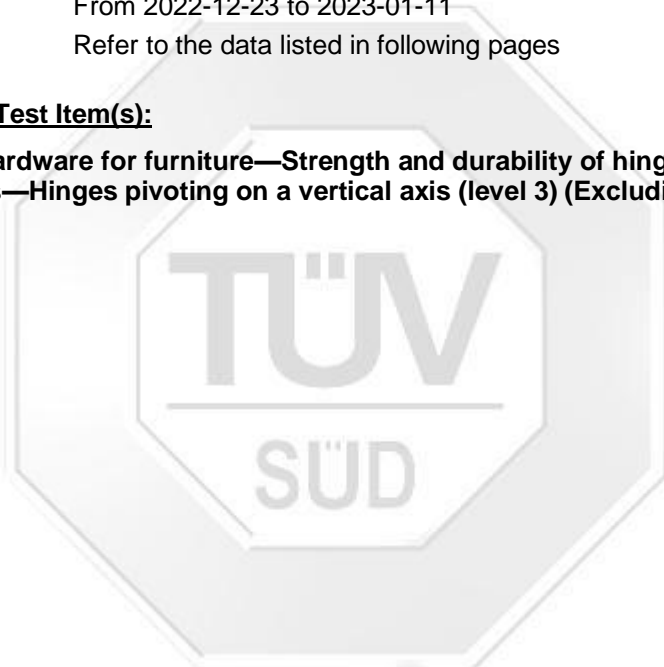 From 2022-12-23 to 2023-01-11
Refer to the data listed in following pages
Test Item(s):
ardware for furniture—Strength and durability of hing
s—Hinges pivoting on a vertical axis (level 3) (Excludi
TÜV
SÜD